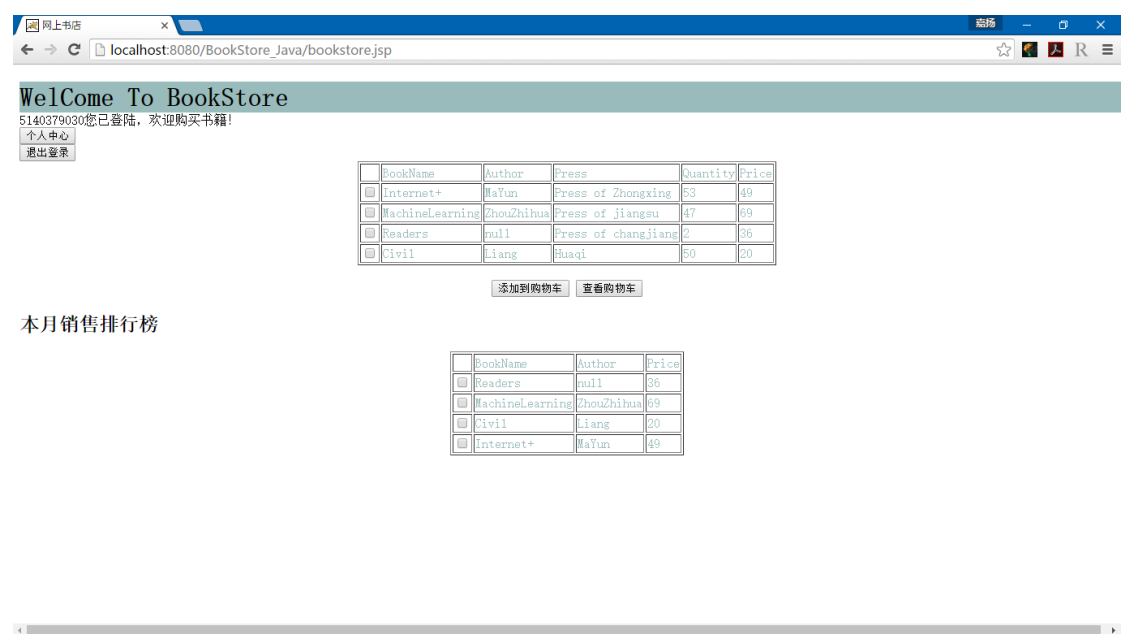 网上书店
嘉扬
localhost:8080/BookStore_Java/bookstore.jsp
R
WelCome To BookStore
5140379030您已登陆，欢迎购买书籍！
个人中心
退出登录
BookName Author Press Quantity Price
Internet+ MaYun Press of Zhongxing 53 49
MachineLearning ZhouZhihua Press of jiangsu 47 69
Readers null Press of changjiang 2 36
Civil Liang Huaqi 50 20
添加到购物车 查看购物车
本月销售排行榜
BookName Author Price
Readers null 36
MachineLearning ZhouZhihua 69
Civil Liang 20
Internet+ MaYun 49